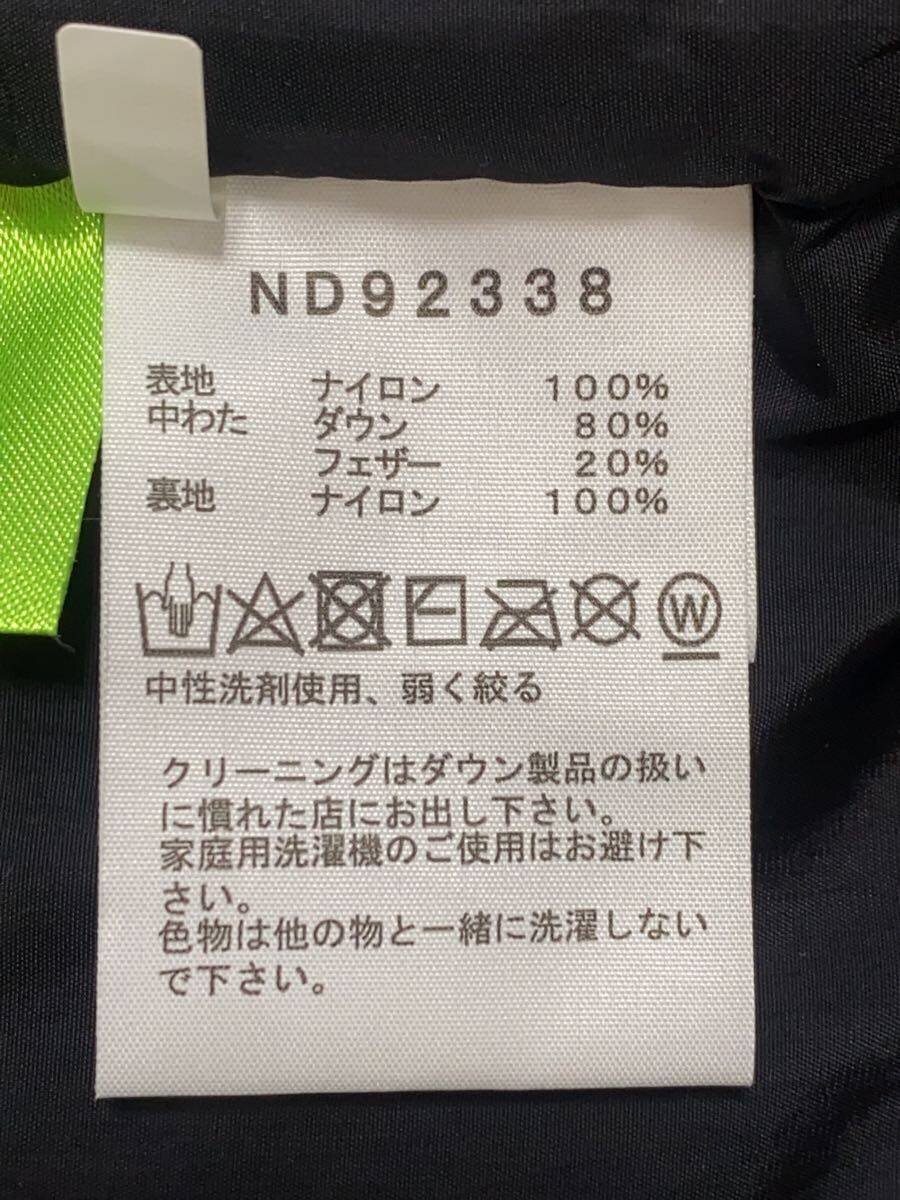 ND92338
表地 ナイロン 100%
中わた ダウン 80%
フェザー 20%
裏地 ナイロン 100%
W
中性洗剤使用、弱く絞る
クリーニングはダウン製品の扱い
に慣れた店にお出し下さい。
家庭用洗濯機のご使用はお避け下
さい。
色物は他の物と一緒に洗濯しない
で下さい。